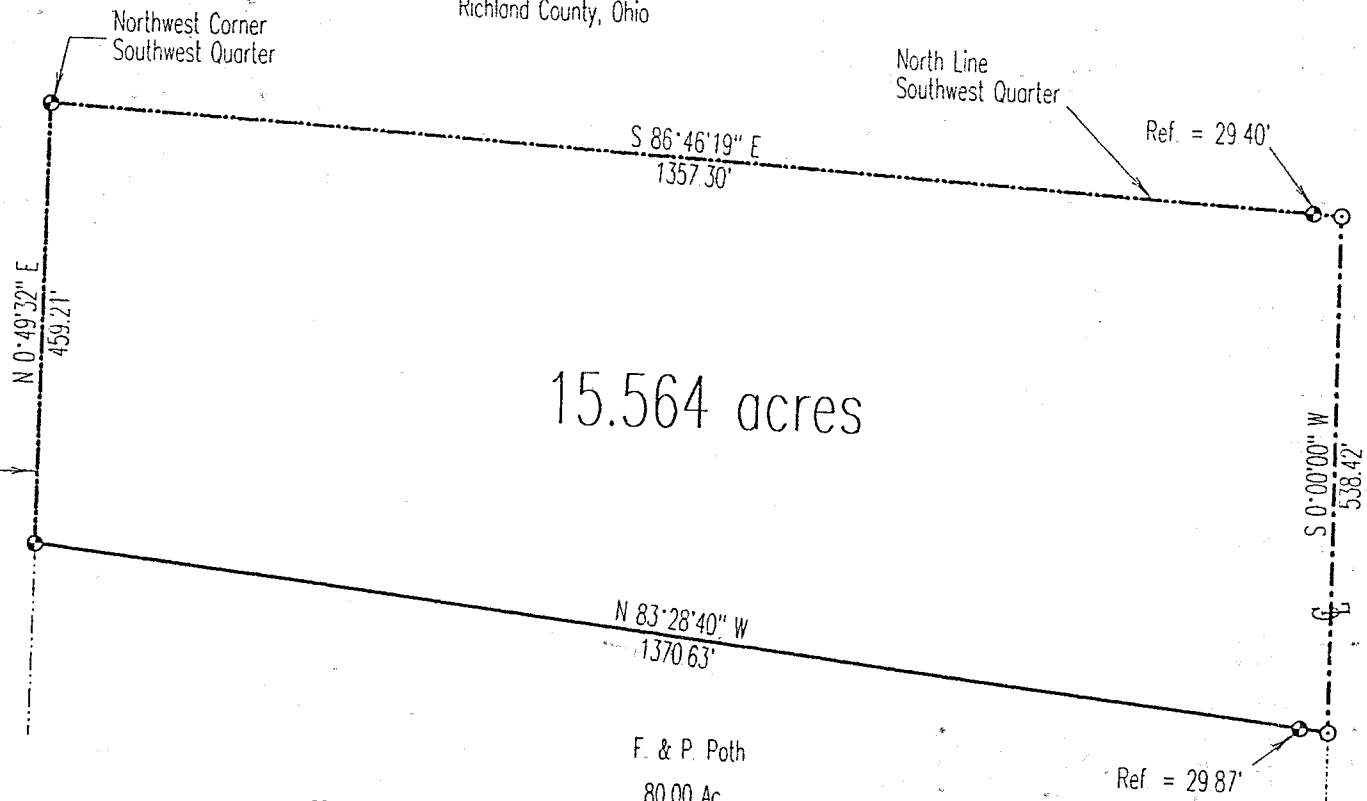 Richland County, Ohio
Northwest Corner
Southwest Quarter
North Line
Southwest Quarter
Ref. = 29.40'
S 86°46'19" E
1357.30'
N 0°49'32" E
459.21'
15.564 acres
S 0°00'00" W
538.42'
CL
N 83°28'40" W
1370.63'
F. & P. Poth
80.00 Ac.
Ref. = 29.87'